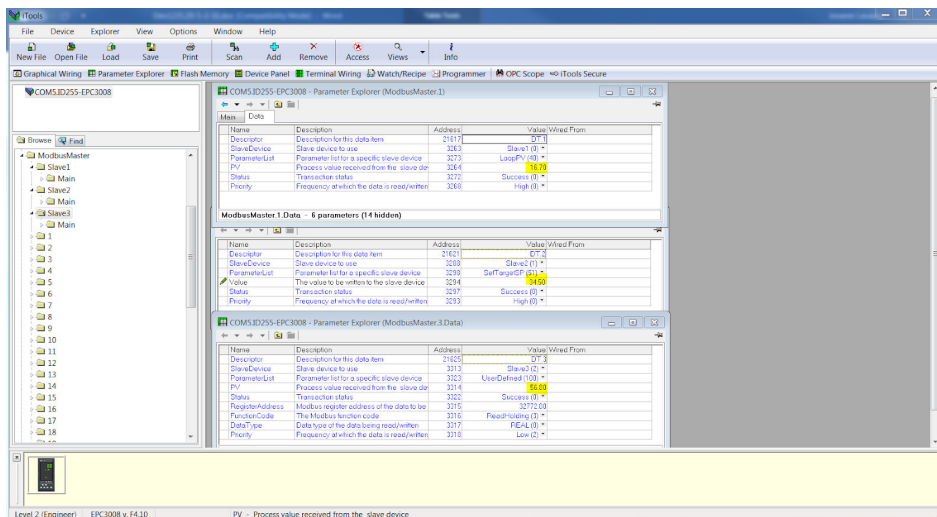 iTools
File Device Explorer View Options Window Help
New File Open File Load Save Print Scan Add Remove Access Views Info
Graphical Wiring Parameter Explorer Flash Memory Device Panel Terminal Wiring Watch/Recipe Programmer OPC Scope iTools Secure
COM5.ID255-EPC3008
Browse Find
ModbusMaster
Slave1
Main
Slave2
Main
Slave3
Main
1
2
3
4
5
6
7
8
9
10
11
12
13
14
15
16
17
18
COM5.ID255-EPC3008 - Parameter Explorer (ModbusMaster.1)
Main Data
Name Description Address Value Wired From
Descriptor Description for this data item 21617 DT.1
SlaveDevice Slave device to use 3263 Slave1 (0)
ParameterList Parameter list for a specific slave device 3273 LoopPV (40)
PV Process value received from the slave de 3264 16.70
Status Transaction status 3272 Success (0)
Priority Frequency at which the data is read/written 3268 High (0)
ModbusMaster.1.Data - 6 parameters (14 hidden)
Name Description Address Value Wired From
Descriptor Description for this data item 21621 DT.2
SlaveDevice Slave device to use 3288 Slave2 (1)
ParameterList Parameter list for a specific slave device 3298
Value The value to be written to the slave device 3294 34.50
Status Transaction status 3297 Success (0)
Priority Frequency at which the data is read/written 3293 High (0)
COM5.ID255-EPC3008 - Parameter Explorer (ModbusMaster.3.Data)
Name Description Address Value Wired From
Descriptor Description for this data item 21625 DT.3
SlaveDevice Slave device to use 3313 Slave3 (2)
ParameterList Parameter list for a specific slave device 3323 UserDefined (100)
PV Process value received from the slave de 3314 56.80
Status Transaction status 3322 Success (0)
RegisterAddress Modbus register address of the data to be 3315 32772.00
FunctionCode The Modbus function code 3316 ReadHolding (3)
DataType Data type of the data being read/written 3317 REAL (8)
Priority Frequency at which the data is read/written 3318 Low (2)
Level 2 (Engineer) EPC3008 v. F4.10 PV - Process value received from the slave device